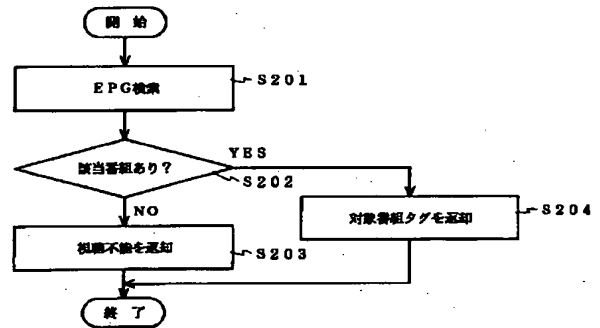 開 始
EPG検索
S201
該当番組あり？
YES
S202
NO
対象番組タグを返却
S204
視聴不能を返却
S203
終 了